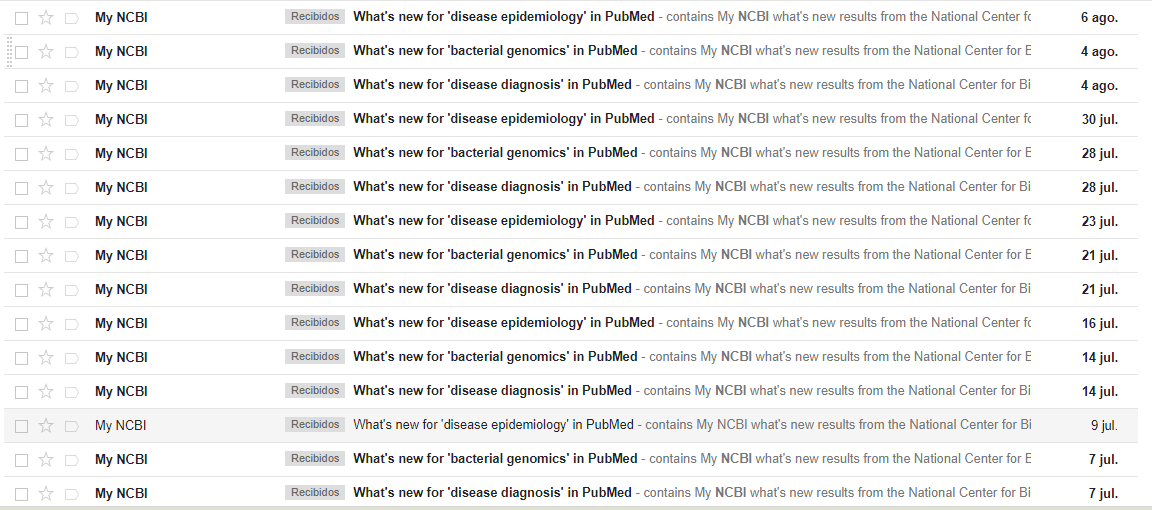 My NCBI Recibidos What's new for 'disease epidemiology' in PubMed - contains My NCBI what's new results from the National Center fo 6 ago.
My NCBI Recibidos What's new for 'bacterial genomics' in PubMed - contains My NCBI what's new results from the National Center for B 4 ago.
My NCBI Recibidos What's new for 'disease diagnosis' in PubMed - contains My NCBI what's new results from the National Center for Bi 4 ago.
My NCBI Recibidos What's new for 'disease epidemiology' in PubMed - contains My NCBI what's new results from the National Center fo 30 jul.
My NCBI Recibidos What's new for 'bacterial genomics' in PubMed - contains My NCBI what's new results from the National Center for B 28 jul.
My NCBI Recibidos What's new for 'disease diagnosis' in PubMed - contains My NCBI what's new results from the National Center for Bi 28 jul.
My NCBI Recibidos What's new for 'disease epidemiology' in PubMed - contains My NCBI what's new results from the National Center fo 23 jul.
My NCBI Recibidos What's new for 'bacterial genomics' in PubMed - contains My NCBI what's new results from the National Center for B 21 jul.
My NCBI Recibidos What's new for 'disease diagnosis' in PubMed - contains My NCBI what's new results from the National Center for Bi 21 jul.
My NCBI Recibidos What's new for 'disease epidemiology' in PubMed - contains My NCBI what's new results from the National Center fo 16 jul.
My NCBI Recibidos What's new for 'bacterial genomics' in PubMed - contains My NCBI what's new results from the National Center for B 14 jul.
My NCBI Recibidos What's new for 'disease diagnosis' in PubMed - contains My NCBI what's new results from the National Center for Bi 14 jul.
My NCBI Recibidos What's new for 'disease epidemiology' in PubMed - contains My NCBI what's new results from the National Center for Bi 9 jul.
My NCBI Recibidos What's new for 'bacterial genomics' in PubMed - contains My NCBI what's new results from the National Center for B 7 jul.
My NCBI Recibidos What's new for 'disease diagnosis' in PubMed - contains My NCBI what's new results from the National Center for Bi 7 jul.